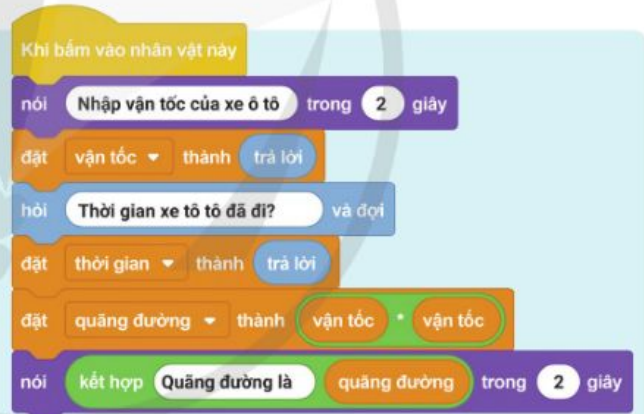 Khi bấm vào nhân vật này
nói Nhập vận tốc của xe ô tô trong 2 giây
đặt vận tốc thành trả lời
hỏi Thời gian xe tô tô đã đi? và đợi
đặt thời gian thành trả lời
đặt quãng đường thành vận tốc * vận tốc
nói kết hợp Quãng đường là quãng đường trong 2 giây